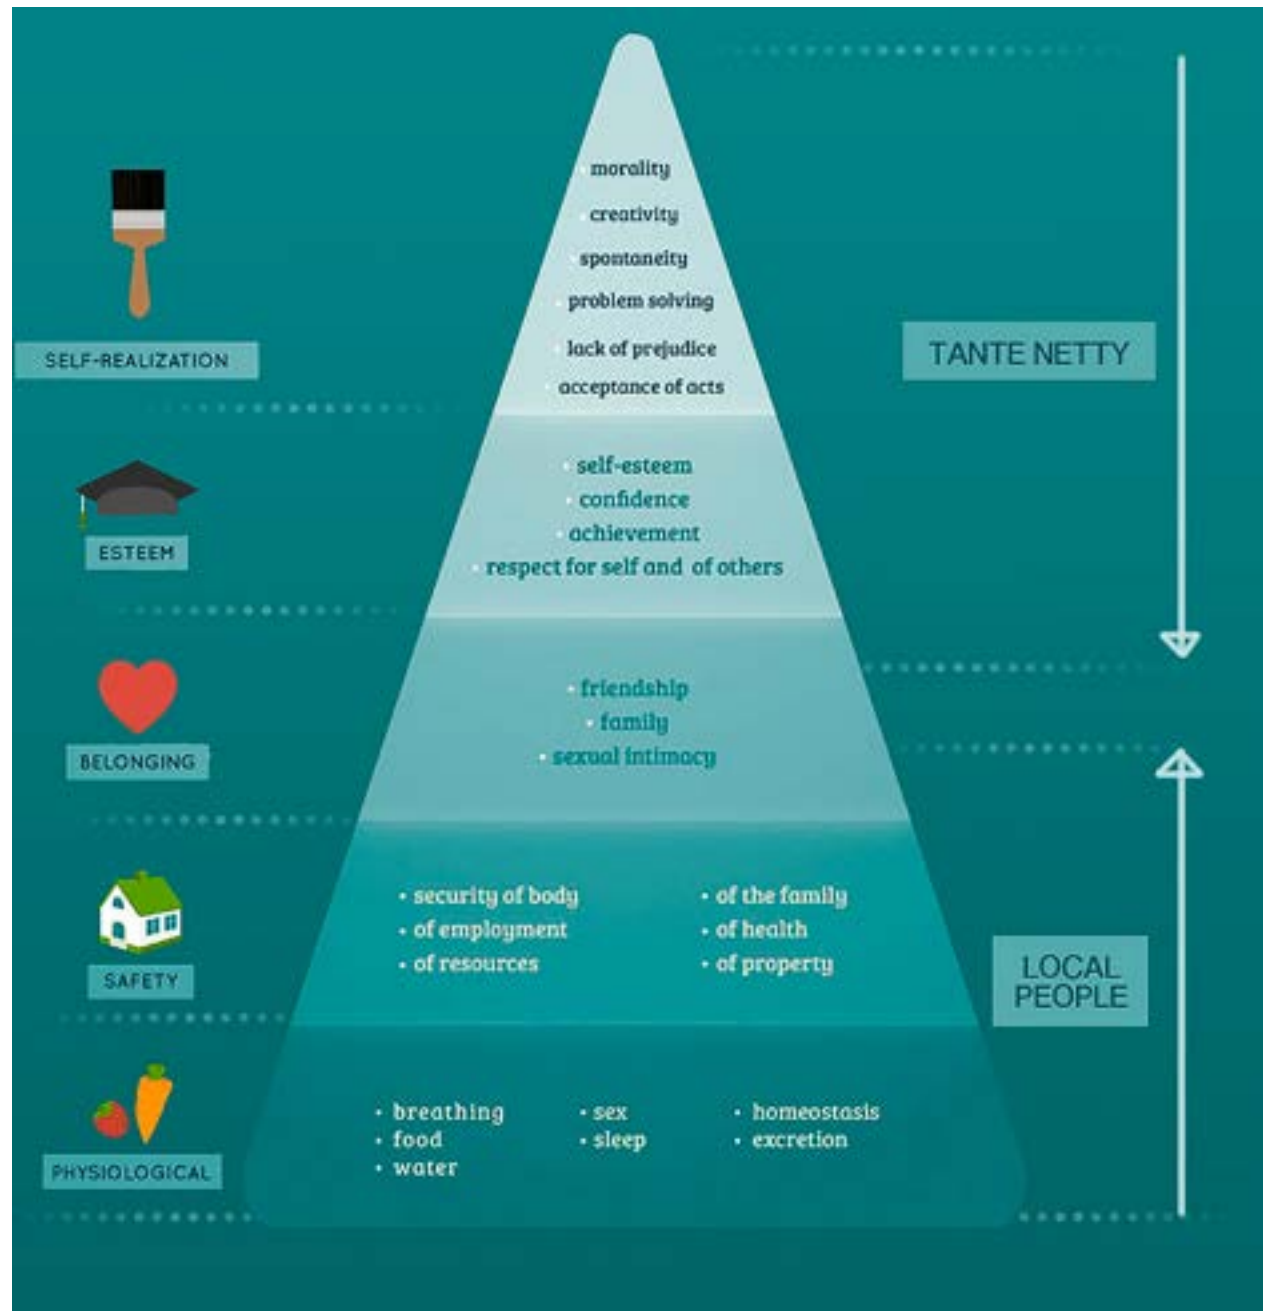 morality
creativity
spontaneity
problem solving
lack of prejudice
acceptance of acts
SELF-REALIZATION
TANTE NETTY
• self-esteem
• confidence
• achievement
• respect for self and of others
ESTEEM
• friendship
• family
• sexual intimacy
BELONGING
• security of body
• of employment
• of resources
• of the family
• of health
• of property
SAFETY
LOCAL
PEOPLE
• breathing
• food
• water
• sex
• sleep
• homeostasis
• excretion
PHYSIOLOGICAL